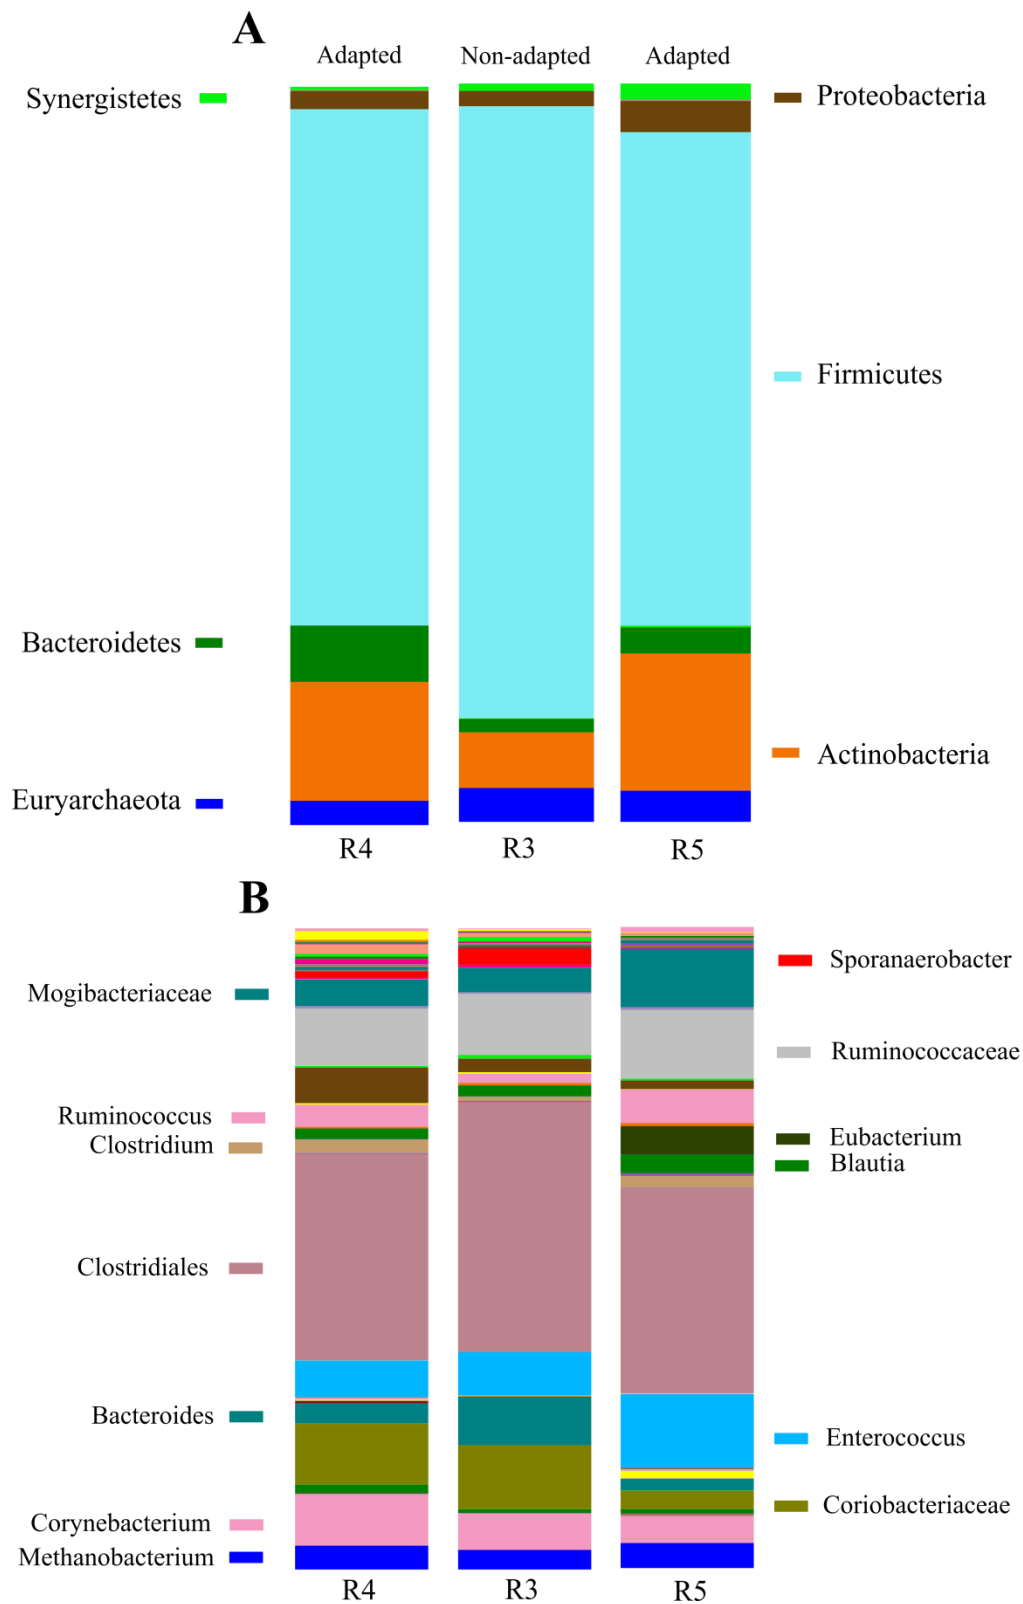 A
Adapted Non-adapted Adapted
Synergistetes Proteobacteria
Firmicutes
Bacteroidetes
Actinobacteria
Euryarchaeota
R4 R3 R5
B
Sporanaerobacter
Mogibacteriaceae
Ruminococcaceae
Ruminococcus
Eubacterium
Clostridium
Blautia
Clostridiales
Bacteroides
Enterococcus
Coriobacteriaceae
Corynebacterium
Methanobacterium
R4 R3 R5